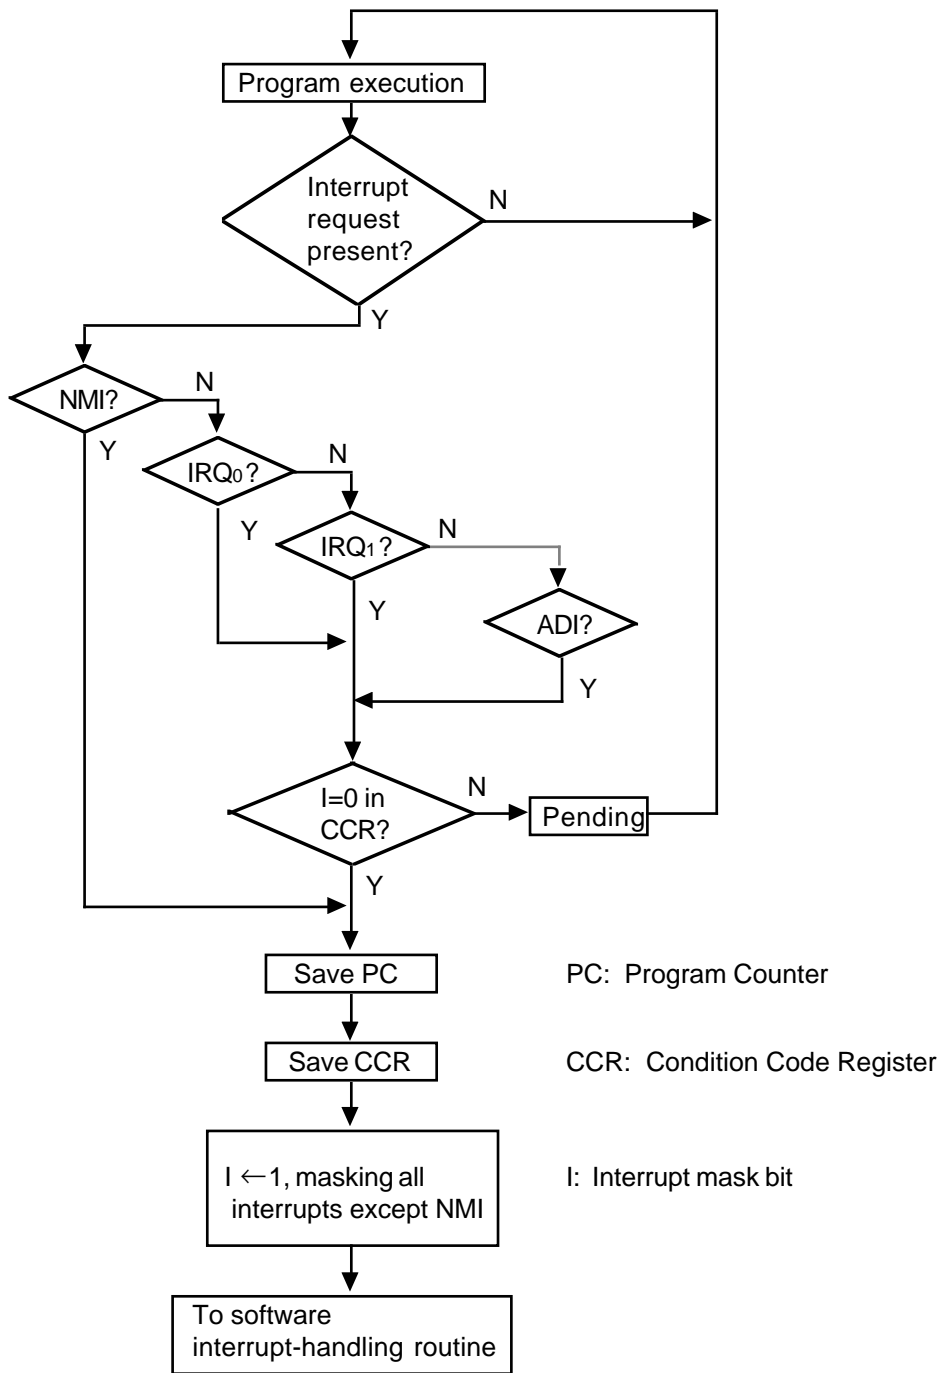 Program execution
Interrupt
request
present?
N
Y
NMI?
N
Y
IRQ0?
N
Y
IRQ1?
N
Y
ADI?
Y
I=0 in
CCR?
N
Pending
Y
Save PC
PC: Program Counter
Save CCR
CCR: Condition Code Register
I ←1, masking all
interrupts except NMI
I: Interrupt mask bit
To software
interrupt-handling routine